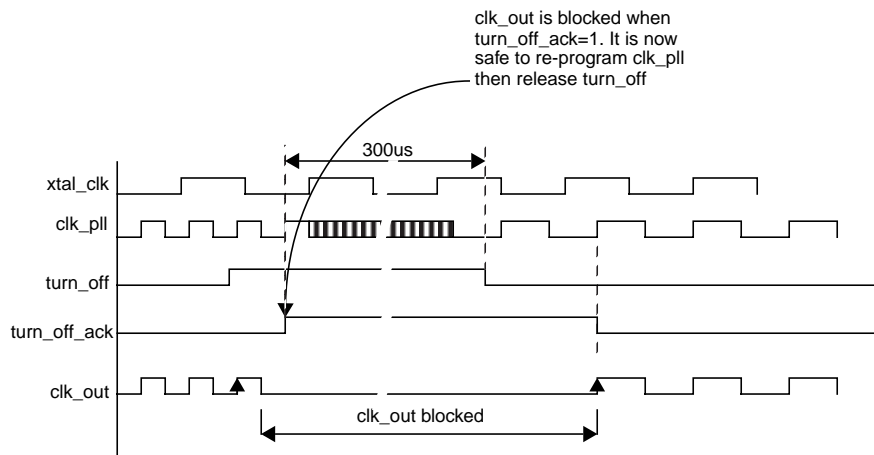 clk_out is blocked when
turn_off_ack=1. It is now
safe to re-program clk_pll
then release turn_off
300us
xtal_clk
clk_pll
turn_off
turn_off_ack
clk_out
clk_out blocked